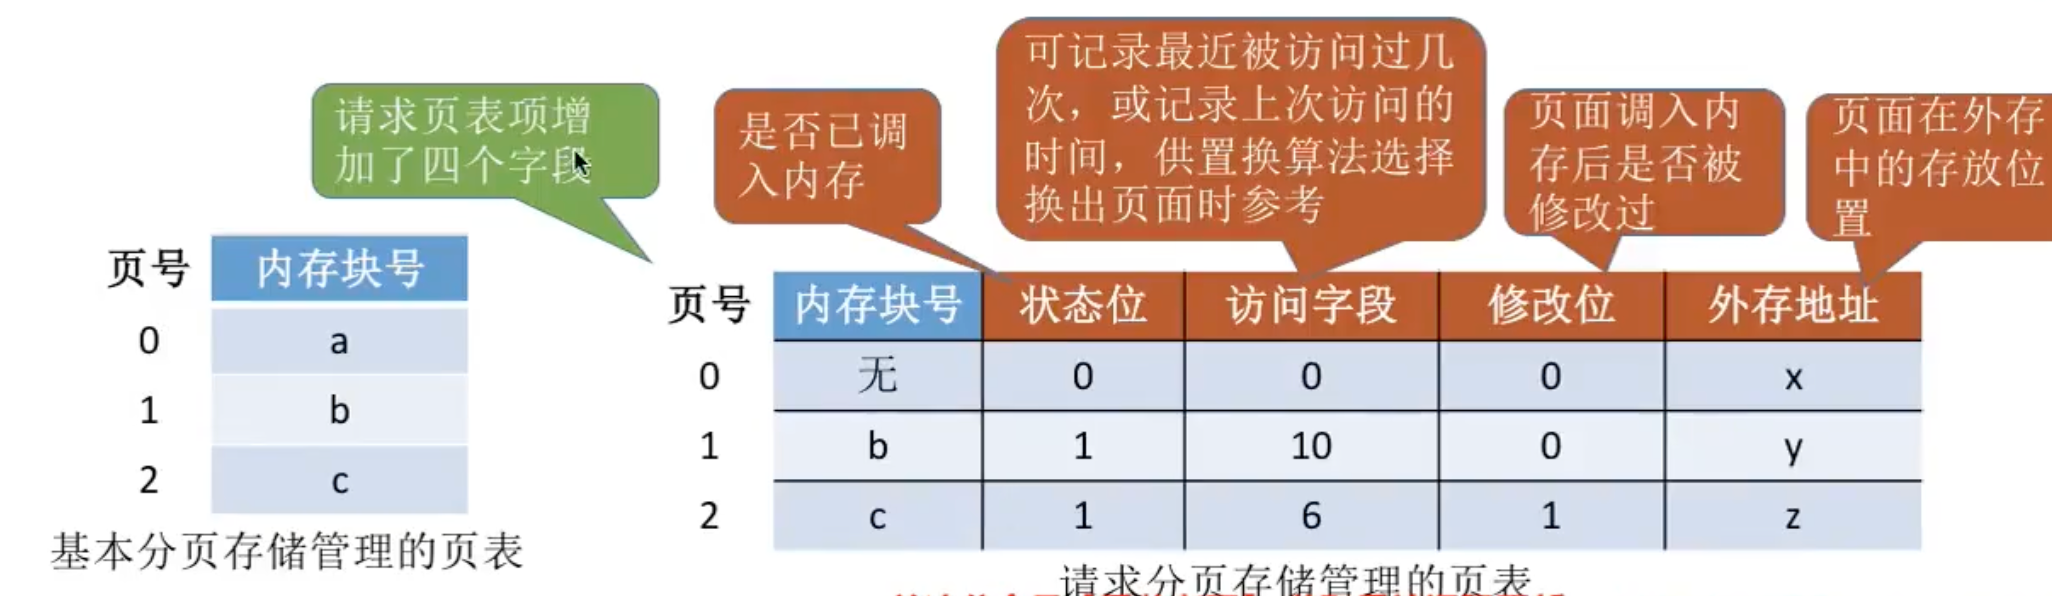 请求页表项增
加了四个字段
是否已调
入内存
可记录最近被访问过几
次，或记录上次访问的
时间，供置换算法选择
换出页面时参考
页面调入内
存后是否被
修改过
页面在外存
中的存放位
置
页号 内存块号
0 a
1 b
2 c
基本分页存储管理的页表
页号 内存块号 状态位 访问字段 修改位 外存地址
0 无 0 0 0 x
1 b 1 10 0 y
2 c 1 6 1 z
请求分页存储管理的页表